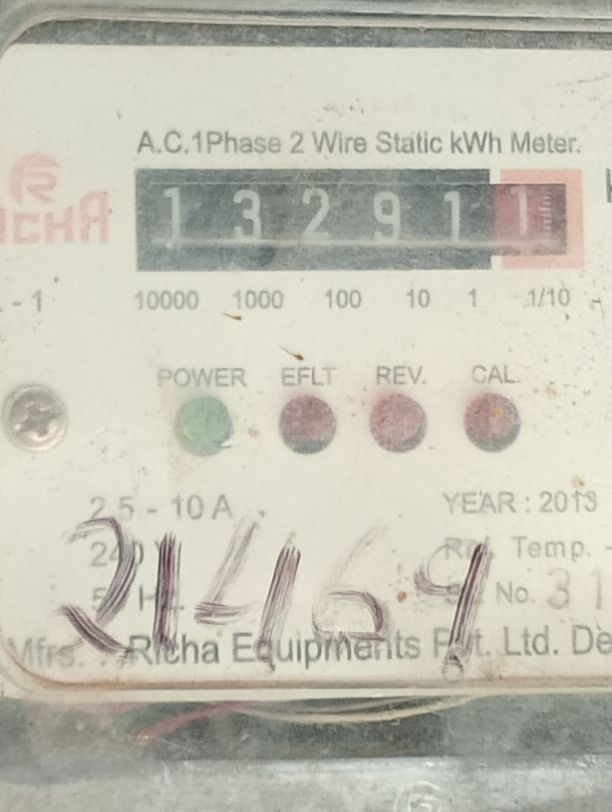 A.C.1Phase 2 Wire Static kWh Meter.
RICHA
1 3 2 9 1 1
- 1
10000 1000 100 10 1 1/10
POWER EFLT REV. CAL.
2.5 - 10 A YEAR : 2013
240 V Temp. -
No. 31
21469
Mfrs. : Richa Equipments Pvt. Ltd. De